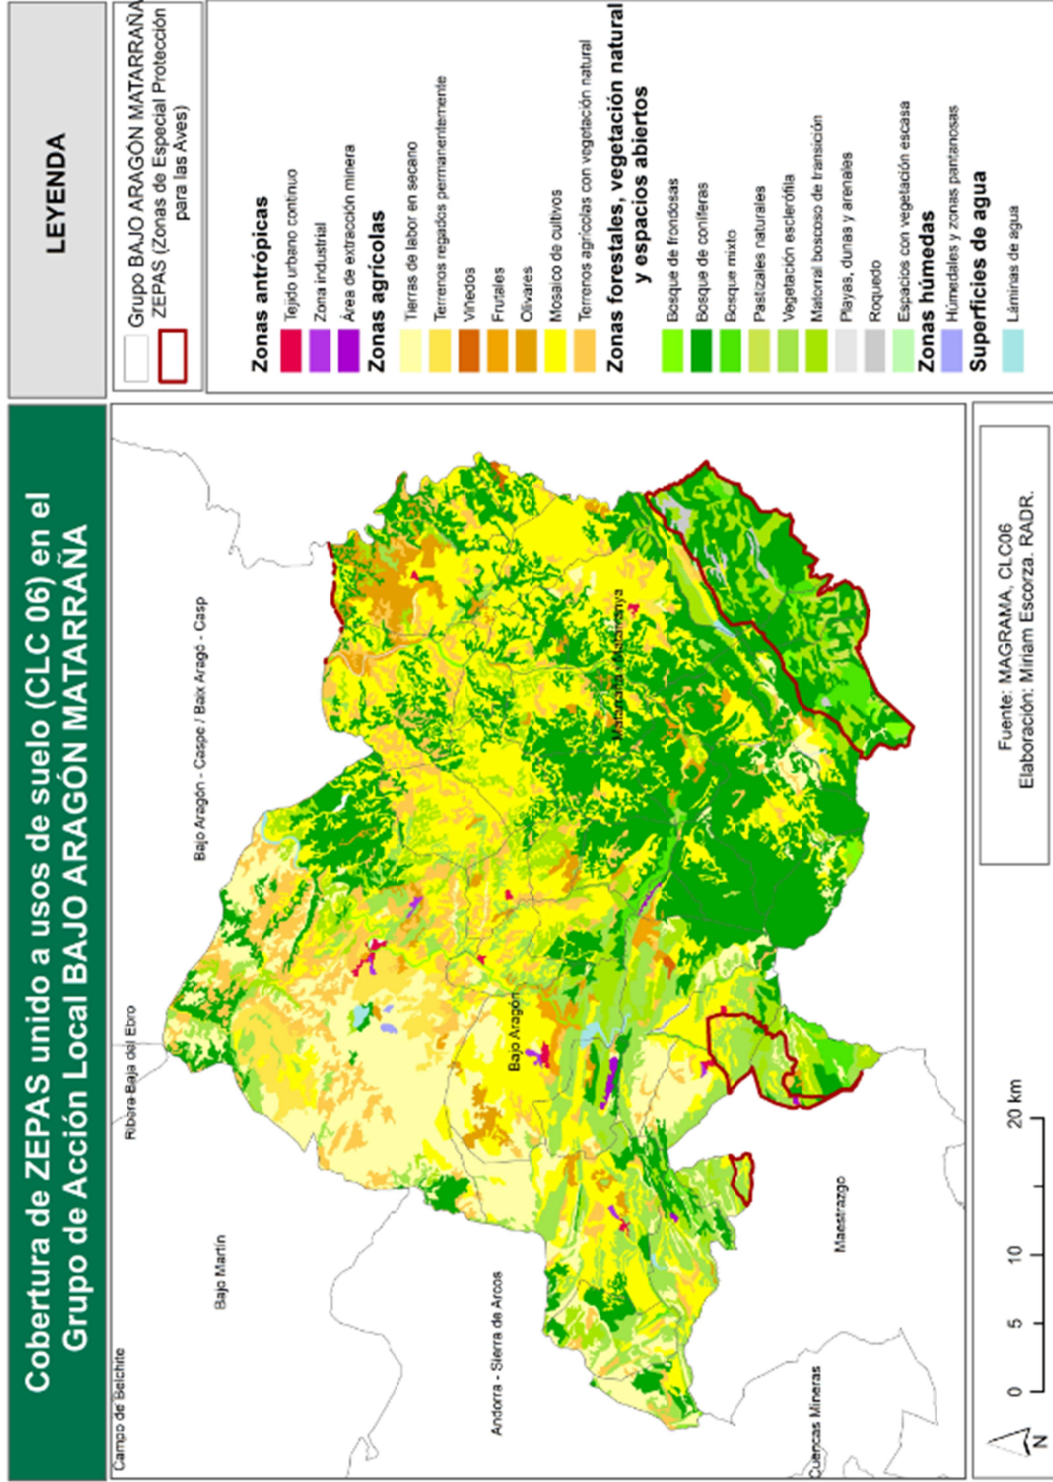 Cobertura de ZEPAS unido a usos de suelo (CLC 06) en el
Grupo de Acción Local BAJO ARAGÓN MATARRAÑA
LEYENDA
Grupo BAJO ARAGÓN MATARRAÑA
ZEPAS (Zonas de Especial Protección
para las Aves)
Zonas antrópicas
Tejido urbano continuo
Zona industrial
Área de extracción minera
Zonas agrícolas
Tierras de labor en secano
Terrenos regados permanentemente
Viñedos
Frutales
Olivares
Mosaico de cultivos
Terrenos agrícolas con vegetación natural
Zonas forestales, vegetación natural
y espacios abiertos
Bosque de frondosas
Bosque de coníferas
Bosque mixto
Pastizales naturales
Vegetación esclerófila
Matorral boscoso de transición
Playas, dunas y arenales
Roquedo
Espacios con vegetación escasa
Zonas húmedas
Humedales y zonas pantanosas
Superficies de agua
Láminas de agua
Campo de Belchite
Ribera Baja del Ebro
Bajo Aragón - Caspe / Baix Aragó - Casp
Bajo Martín
Andorra - Sierra de Arcos
Bajo Aragón
Maestrazgo
Cuencas Mineras
N
0 5 10 20 km
Fuente: MAGRAMA, CLC06
Elaboración: Miriam Escorza. RADR.